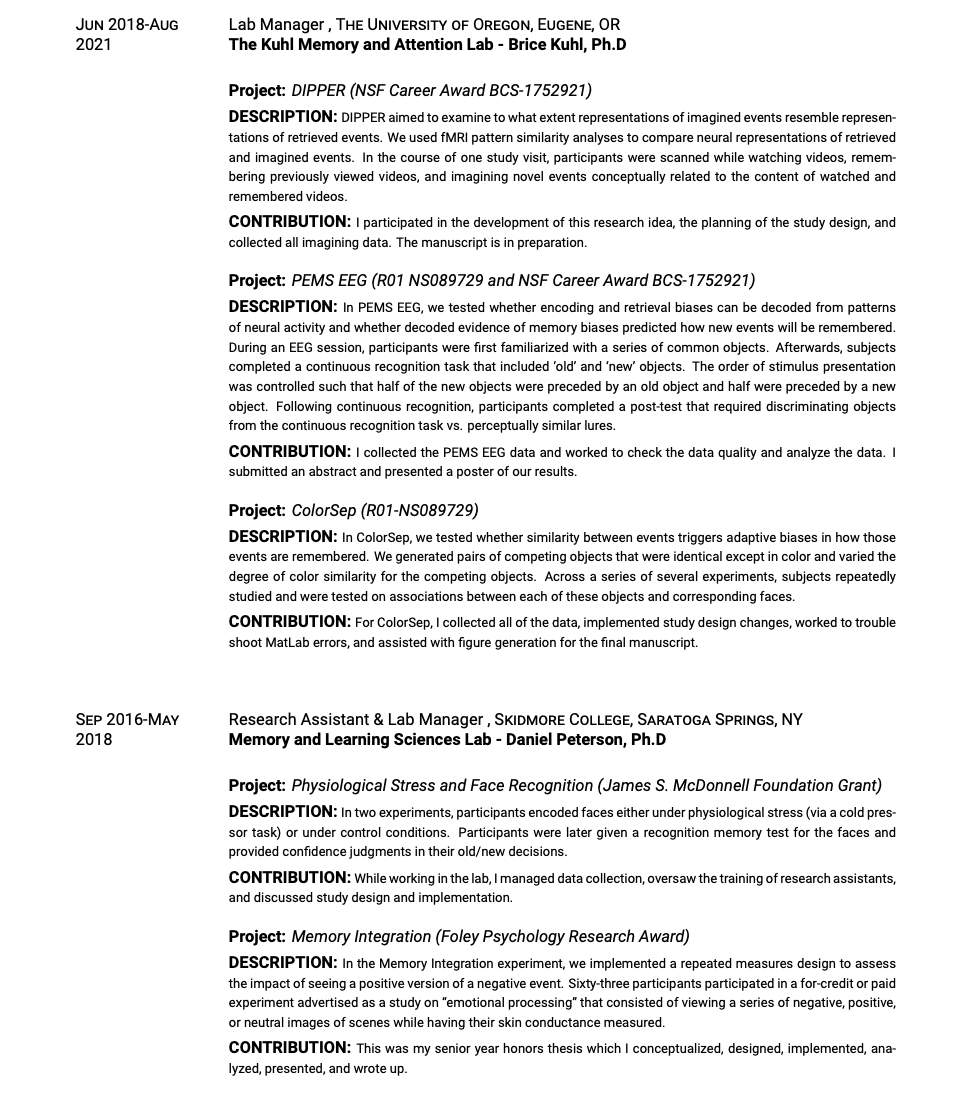 Jun 2018-Aug 2021
Lab Manager , The University of Oregon, Eugene, OR
The Kuhl Memory and Attention Lab - Brice Kuhl, Ph.D
Project: DIPPER (NSF Career Award BCS-1752921)
DESCRIPTION: DIPPER aimed to examine to what extent representations of imagined events resemble represen-
tations of retrieved events. We used fMRI pattern similarity analyses to compare neural representations of retrieved
and imagined events. In the course of one study visit, participants were scanned while watching videos, remem-
bering previously viewed videos, and imagining novel events conceptually related to the content of watched and
remembered videos.
CONTRIBUTION: I participated in the development of this research idea, the planning of the study design, and
collected all imagining data. The manuscript is in preparation.
Project: PEMS EEG (R01 NS089729 and NSF Career Award BCS-1752921)
DESCRIPTION: In PEMS EEG, we tested whether encoding and retrieval biases can be decoded from patterns
of neural activity and whether decoded evidence of memory biases predicted how new events will be remembered.
During an EEG session, participants were first familiarized with a series of common objects. Afterwards, subjects
completed a continuous recognition task that included ‘old’ and ‘new’ objects. The order of stimulus presentation
was controlled such that half of the new objects were preceded by an old object and half were preceded by a new
object. Following continuous recognition, participants completed a post-test that required discriminating objects
from the continuous recognition task vs. perceptually similar lures.
CONTRIBUTION: I collected the PEMS EEG data and worked to check the data quality and analyze the data. I
submitted an abstract and presented a poster of our results.
Project: ColorSep (R01-NS089729)
DESCRIPTION: In ColorSep, we tested whether similarity between events triggers adaptive biases in how those
events are remembered. We generated pairs of competing objects that were identical except in color and varied the
degree of color similarity for the competing objects. Across a series of several experiments, subjects repeatedly
studied and were tested on associations between each of these objects and corresponding faces.
CONTRIBUTION: For ColorSep, I collected all of the data, implemented study design changes, worked to trouble
shoot MatLab errors, and assisted with figure generation for the final manuscript.
Sep 2016-May 2018
Research Assistant & Lab Manager , Skidmore College, Saratoga Springs, NY
Memory and Learning Sciences Lab - Daniel Peterson, Ph.D
Project: Physiological Stress and Face Recognition (James S. McDonnell Foundation Grant)
DESCRIPTION: In two experiments, participants encoded faces either under physiological stress (via a cold pres-
sor task) or under control conditions. Participants were later given a recognition memory test for the faces and
provided confidence judgments in their old/new decisions.
CONTRIBUTION: While working in the lab, I managed data collection, oversaw the training of research assistants,
and discussed study design and implementation.
Project: Memory Integration (Foley Psychology Research Award)
DESCRIPTION: In the Memory Integration experiment, we implemented a repeated measures design to assess
the impact of seeing a positive version of a negative event. Sixty-three participants participated in a for-credit or paid
experiment advertised as a study on “emotional processing” that consisted of viewing a series of negative, positive,
or neutral images of scenes while having their skin conductance measured.
CONTRIBUTION: This was my senior year honors thesis which I conceptualized, designed, implemented, ana-
lyzed, presented, and wrote up.